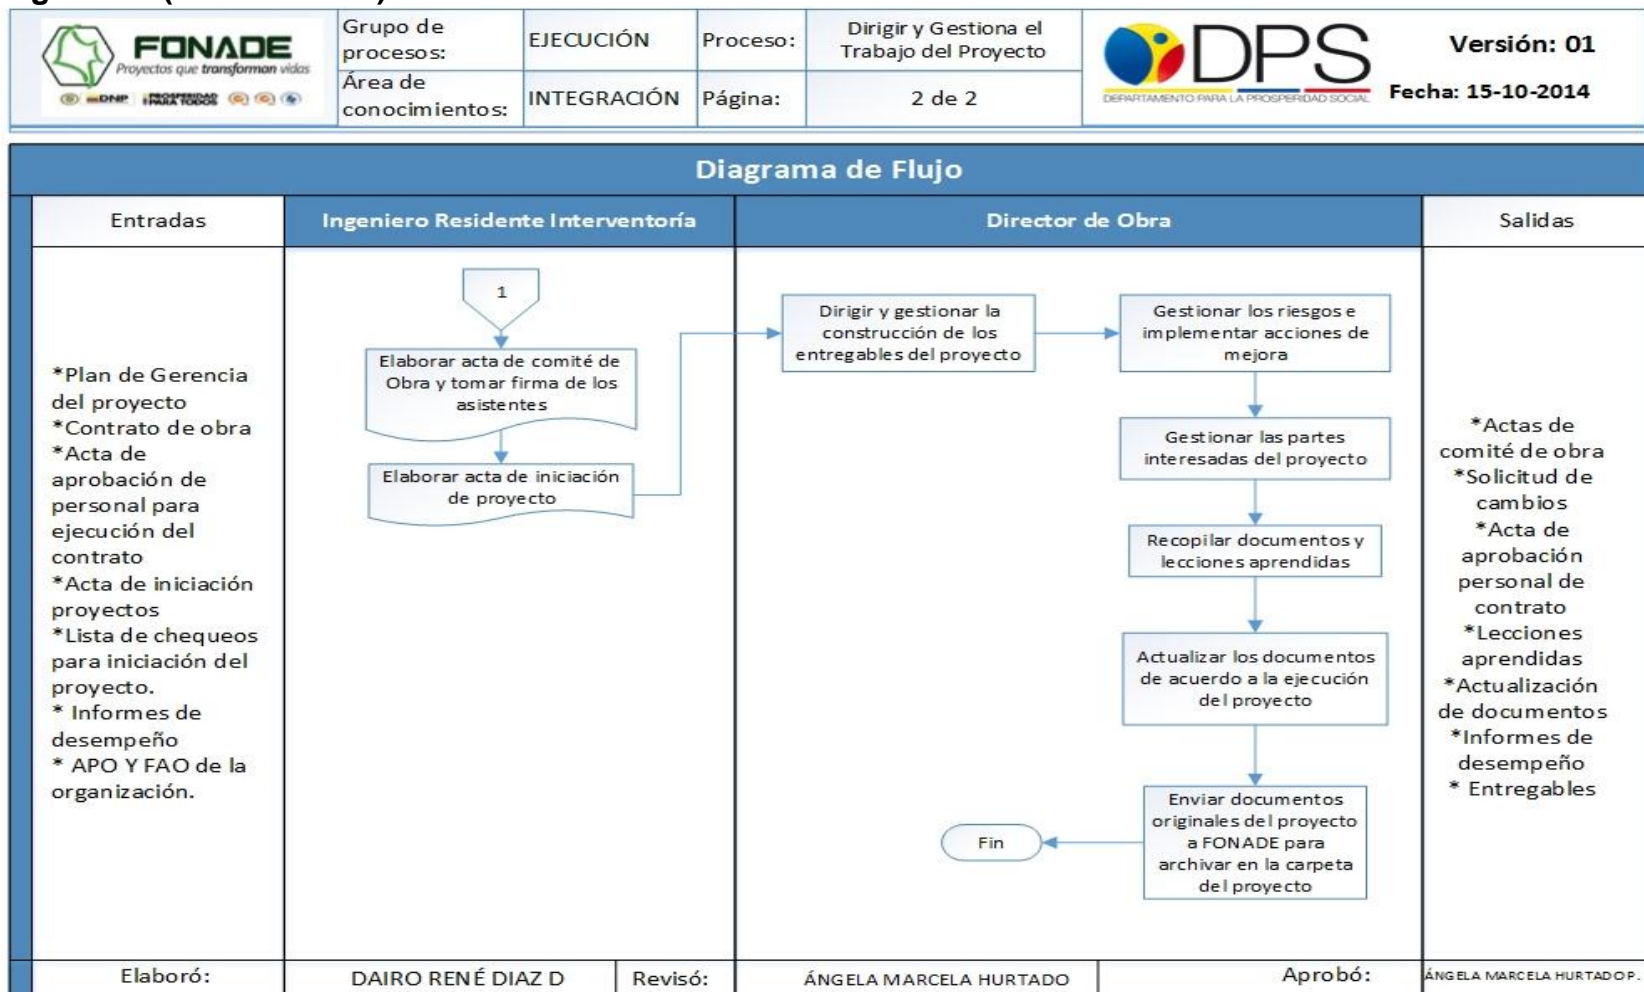 FONADE
Proyectos que transforman vidas
DNP
PROSPERIDAD
PARA TODOS
Grupo de
procesos:
EJECUCIÓN
Proceso:
Dirigir y Gestiona el
Trabajo del Proyecto
Área de
conocimientos:
INTEGRACIÓN
Página:
2 de 2
DPS
DEPARTAMENTO PARA LA PROSPERIDAD SOCIAL
Versión: 01
Fecha: 15-10-2014
Diagrama de Flujo
Entradas
Ingeniero Residente Interventoría
Director de Obra
Salidas
*Plan de Gerencia
del proyecto
*Contrato de obra
*Acta de
aprobación de
personal para
ejecución del
contrato
*Acta de iniciación
proyectos
*Lista de chequeos
para iniciación del
proyecto.
* Informes de
desempeño
* APO Y FAO de la
organización.
1
Elaborar acta de comité de
Obra y tomar firma de los
asistentes
Elaborar acta de iniciación
de proyecto
Dirigir y gestionar la
construcción de los
entregables del proyecto
Gestionar los riesgos e
implementar acciones de
mejora
Gestionar las partes
interesadas del proyecto
Recopilar documentos y
lecciones aprendidas
Actualizar los documentos
de acuerdo a la ejecución
del proyecto
Enviar documentos
originales del proyecto
a FONADE para
archivar en la carpeta
del proyecto
Fin
*Actas de
comité de obra
*Solicitud de
cambios
*Acta de
aprobación
personal de
contrato
*Lecciones
aprendidas
*Actualización
de documentos
*Informes de
desempeño
* Entregables
Elaboró:
DAIRO RENÉ DIAZ D
Revisó:
ÁNGELA MARCELA HURTADO
Aprobó:
ÁNGELA MARCELA HURTADO P.